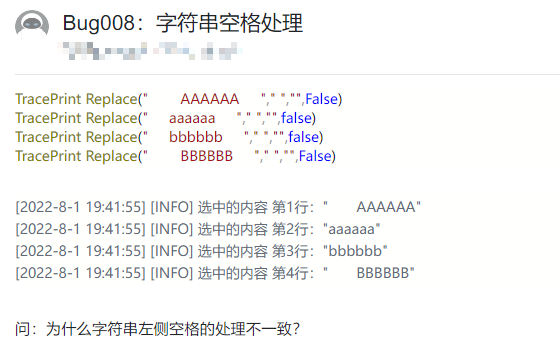 Bug008：字符串空格处理
TracePrint Replace("        AAAAAA     "," ","",False)
TracePrint Replace("     aaaaaa     "," ","",false)
TracePrint Replace("     bbbbbb     "," ","",false)
TracePrint Replace("        BBBBBB     "," ","",False)
[2022-8-1 19:41:55] [INFO] 选中的内容 第1行："       AAAAAA"
[2022-8-1 19:41:55] [INFO] 选中的内容 第2行："aaaaaa"
[2022-8-1 19:41:55] [INFO] 选中的内容 第3行："bbbbbb"
[2022-8-1 19:41:55] [INFO] 选中的内容 第4行："       BBBBBB"
问：为什么字符串左侧空格的处理不一致？